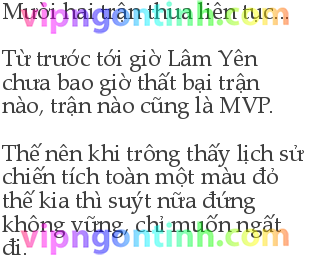 Mười hai trận thua liên tục...
vipngontinh.com
Từ trước tới giờ Lâm Yên
chưa bao giờ thất bại trận
nào, trận nào cũng là MVP.
vipngontinh.com
Thế nên khi trông thấy lịch sử
chiến tích toàn một màu đỏ
thế kia thì suýt nữa đứng
không vững, chỉ muốn ngất
đi.
vipngontinh.com